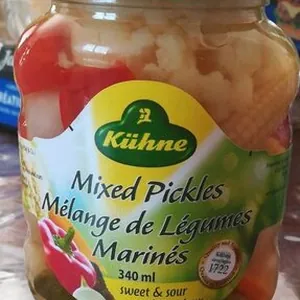 Kühne
Mixed Pickles
Mélange de Légumes
Marinés
340 ml
sweet & sour
1722